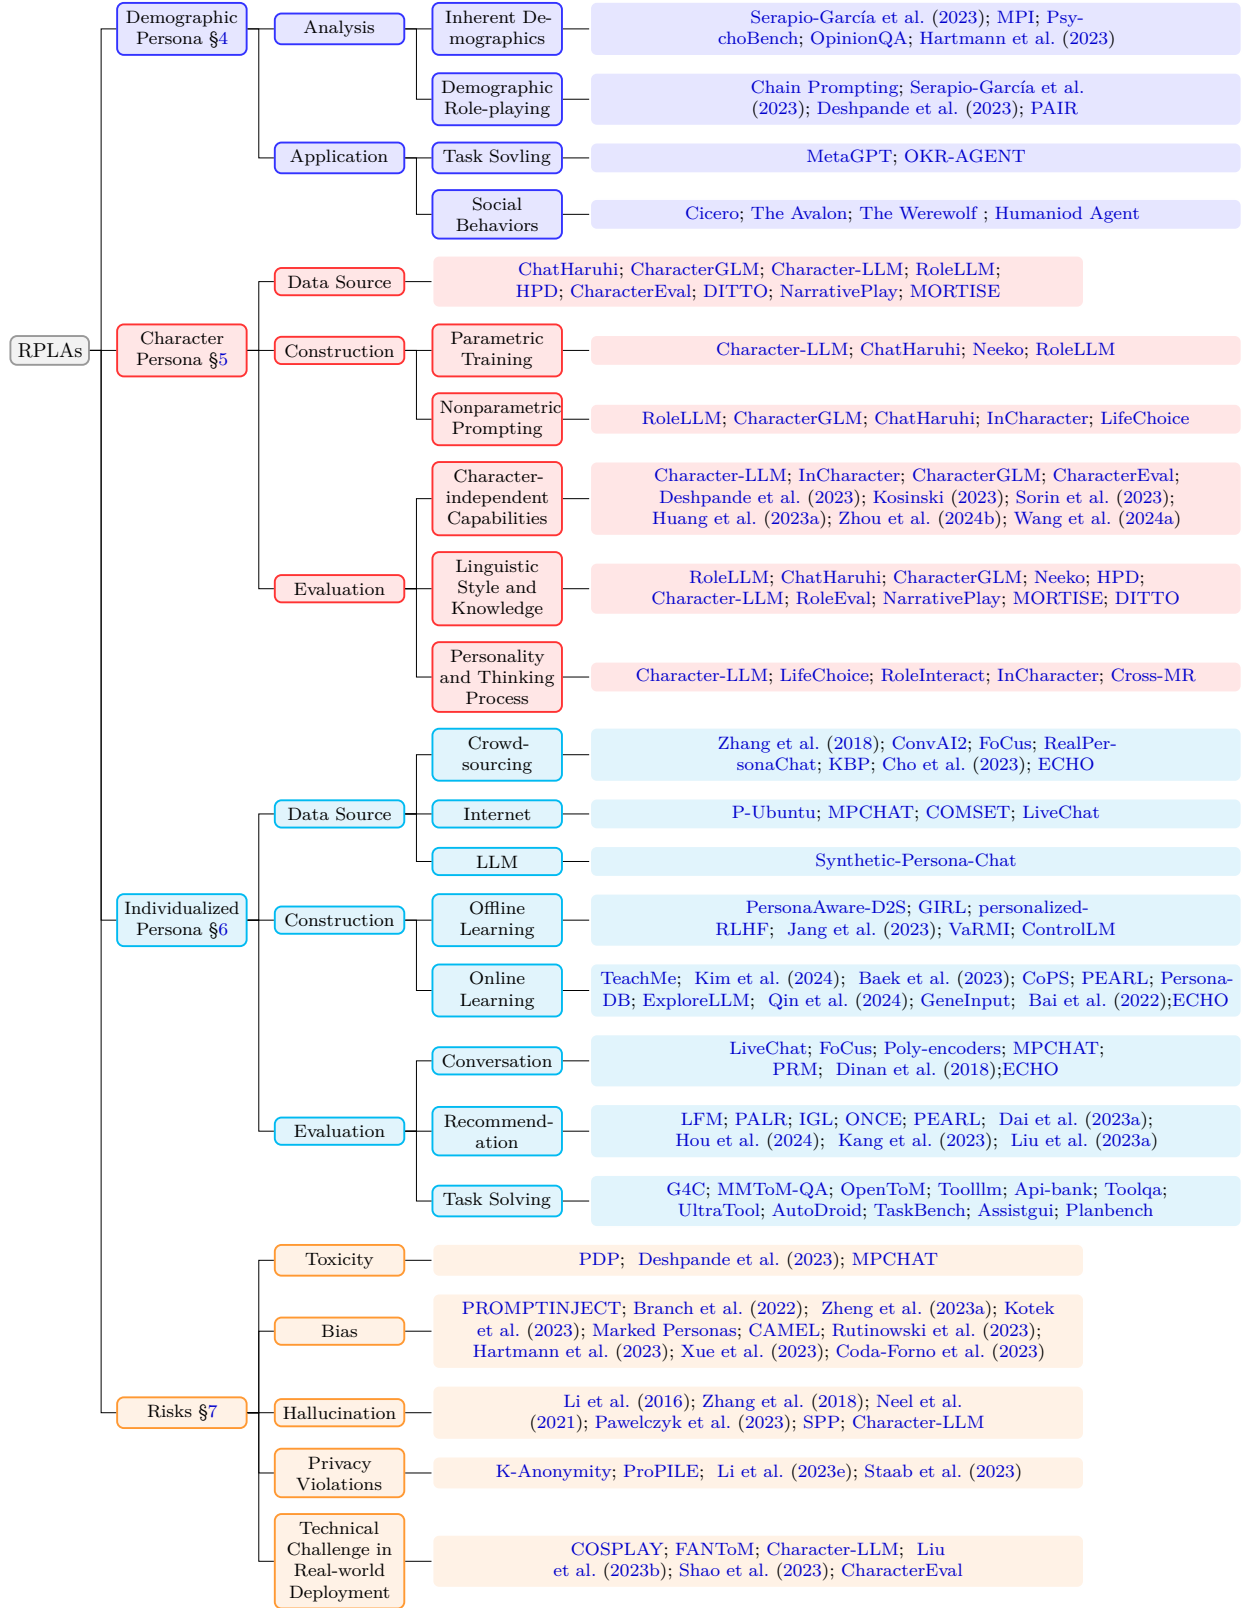 RPLAs
Demographic
Persona §4
Analysis
Inherent De-
mographics
Serapio-García et al. (2023); MPI; Psy-
choBench; OpinionQA; Hartmann et al. (2023)
Demographic
Role-playing
Chain Prompting; Serapio-García et al.
(2023); Deshpande et al. (2023); PAIR
Application
Task Sovling
MetaGPT; OKR-AGENT
Social
Behaviors
Cicero; The Avalon; The Werewolf ; Humaniod Agent
Character
Persona §5
Data Source
ChatHaruhi; CharacterGLM; Character-LLM; RoleLLM;
HPD; CharacterEval; DITTO; NarrativePlay; MORTISE
Construction
Parametric
Training
Character-LLM; ChatHaruhi; Neeko; RoleLLM
Nonparametric
Prompting
RoleLLM; CharacterGLM; ChatHaruhi; InCharacter; LifeChoice
Evaluation
Character-
independent
Capabilities
Character-LLM; InCharacter; CharacterGLM; CharacterEval;
Deshpande et al. (2023); Kosinski (2023); Sorin et al. (2023);
Huang et al. (2023a); Zhou et al. (2024b); Wang et al. (2024a)
Linguistic
Style and
Knowledge
RoleLLM; ChatHaruhi; CharacterGLM; Neeko; HPD;
Character-LLM; RoleEval; NarrativePlay; MORTISE; DITTO
Personality
and Thinking
Process
Character-LLM; LifeChoice; RoleInteract; InCharacter; Cross-MR
Individualized
Persona §6
Data Source
Crowd-
sourcing
Zhang et al. (2018); ConvAI2; FoCus; RealPer-
sonaChat; KBP; Cho et al. (2023); ECHO
Internet
P-Ubuntu; MPCHAT; COMSET; LiveChat
LLM
Synthetic-Persona-Chat
Construction
Offline
Learning
PersonaAware-D2S; GIRL; personalized-
RLHF; Jang et al. (2023); VaRMI; ControlLM
Online
Learning
TeachMe; Kim et al. (2024); Baek et al. (2023); CoPS; PEARL; Persona-
DB; ExploreLLM; Qin et al. (2024); GeneInput; Bai et al. (2022);ECHO
Evaluation
Conversation
LiveChat; FoCus; Poly-encoders; MPCHAT;
PRM; Dinan et al. (2018);ECHO
Recommend-
ation
LFM; PALR; IGL; ONCE; PEARL; Dai et al. (2023a);
Hou et al. (2024); Kang et al. (2023); Liu et al. (2023a)
Task Solving
G4C; MMToM-QA; OpenToM; Toolllm; Api-bank; Toolqa;
UltraTool; AutoDroid; TaskBench; Assistgui; Planbench
Risks §7
Toxicity
PDP; Deshpande et al. (2023); MPCHAT
Bias
PROMPTINJECT; Branch et al. (2022); Zheng et al. (2023a); Kotek
et al. (2023); Marked Personas; CAMEL; Rutinowski et al. (2023);
Hartmann et al. (2023); Xue et al. (2023); Coda-Forno et al. (2023)
Hallucination
Li et al. (2016); Zhang et al. (2018); Neel et al.
(2021); Pawelczyk et al. (2023); SPP; Character-LLM
Privacy
Violations
K-Anonymity; ProPILE; Li et al. (2023e); Staab et al. (2023)
Technical
Challenge in
Real-world
Deployment
COSPLAY; FANToM; Character-LLM; Liu
et al. (2023b); Shao et al. (2023); CharacterEval